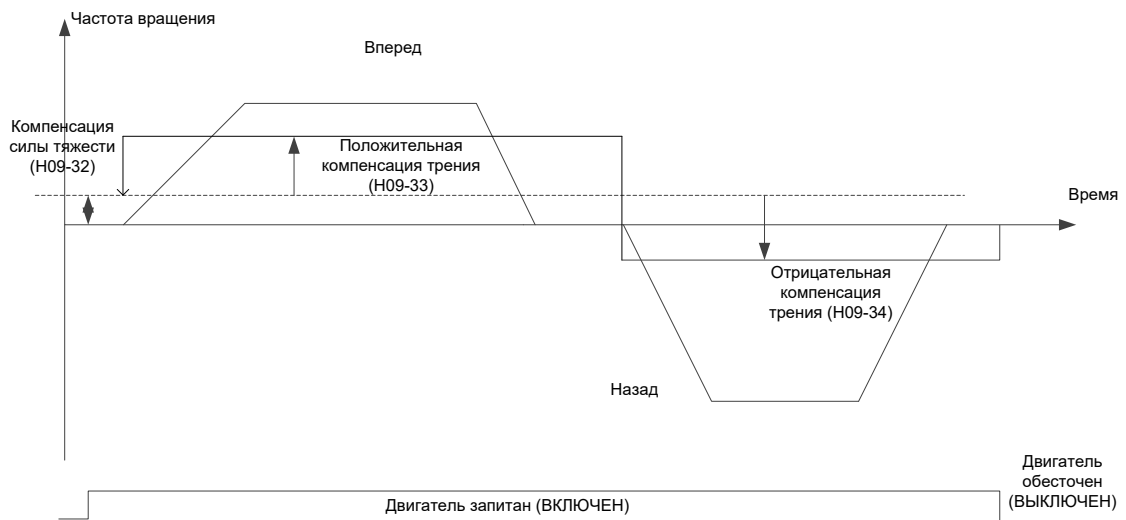 Частота вращения
Вперед
Компенсация
силы тяжести
(H09-32)
Положительная
компенсация трения
(H09-33)
Время
Отрицательная
компенсация
трения (H09-34)
Назад
Двигатель
обесточен
(ВЫКЛЮЧЕН)
Двигатель запитан (ВКЛЮЧЕН)